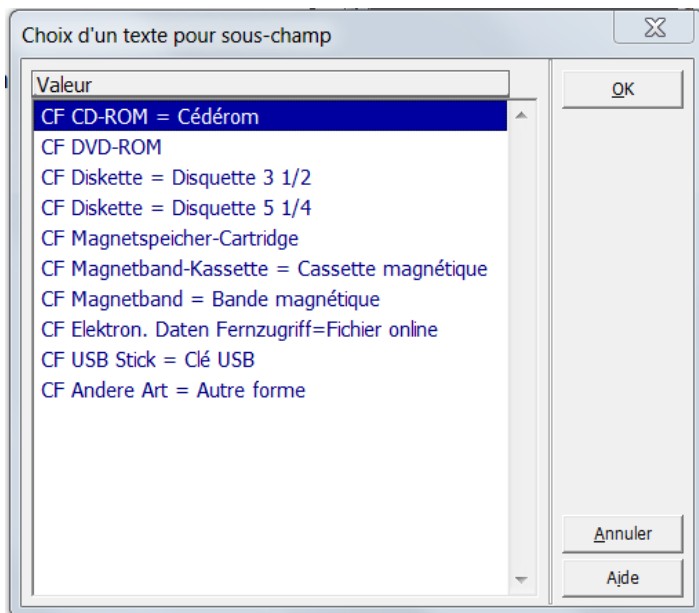 Choix d'un texte pour sous-champ
Valeur
CF CD-ROM = Cédérom
CF DVD-ROM
CF Diskette = Disquette 3 1/2
CF Diskette = Disquette 5 1/4
CF Magnetspeicher-Cartridge
CF Magnetband-Kassette = Cassette magnétique
CF Magnetband = Bande magnétique
CF Elektron. Daten Fernzugriff=Fichier online
CF USB Stick = Clé USB
CF Andere Art = Autre forme
OK
Annuler
Aide